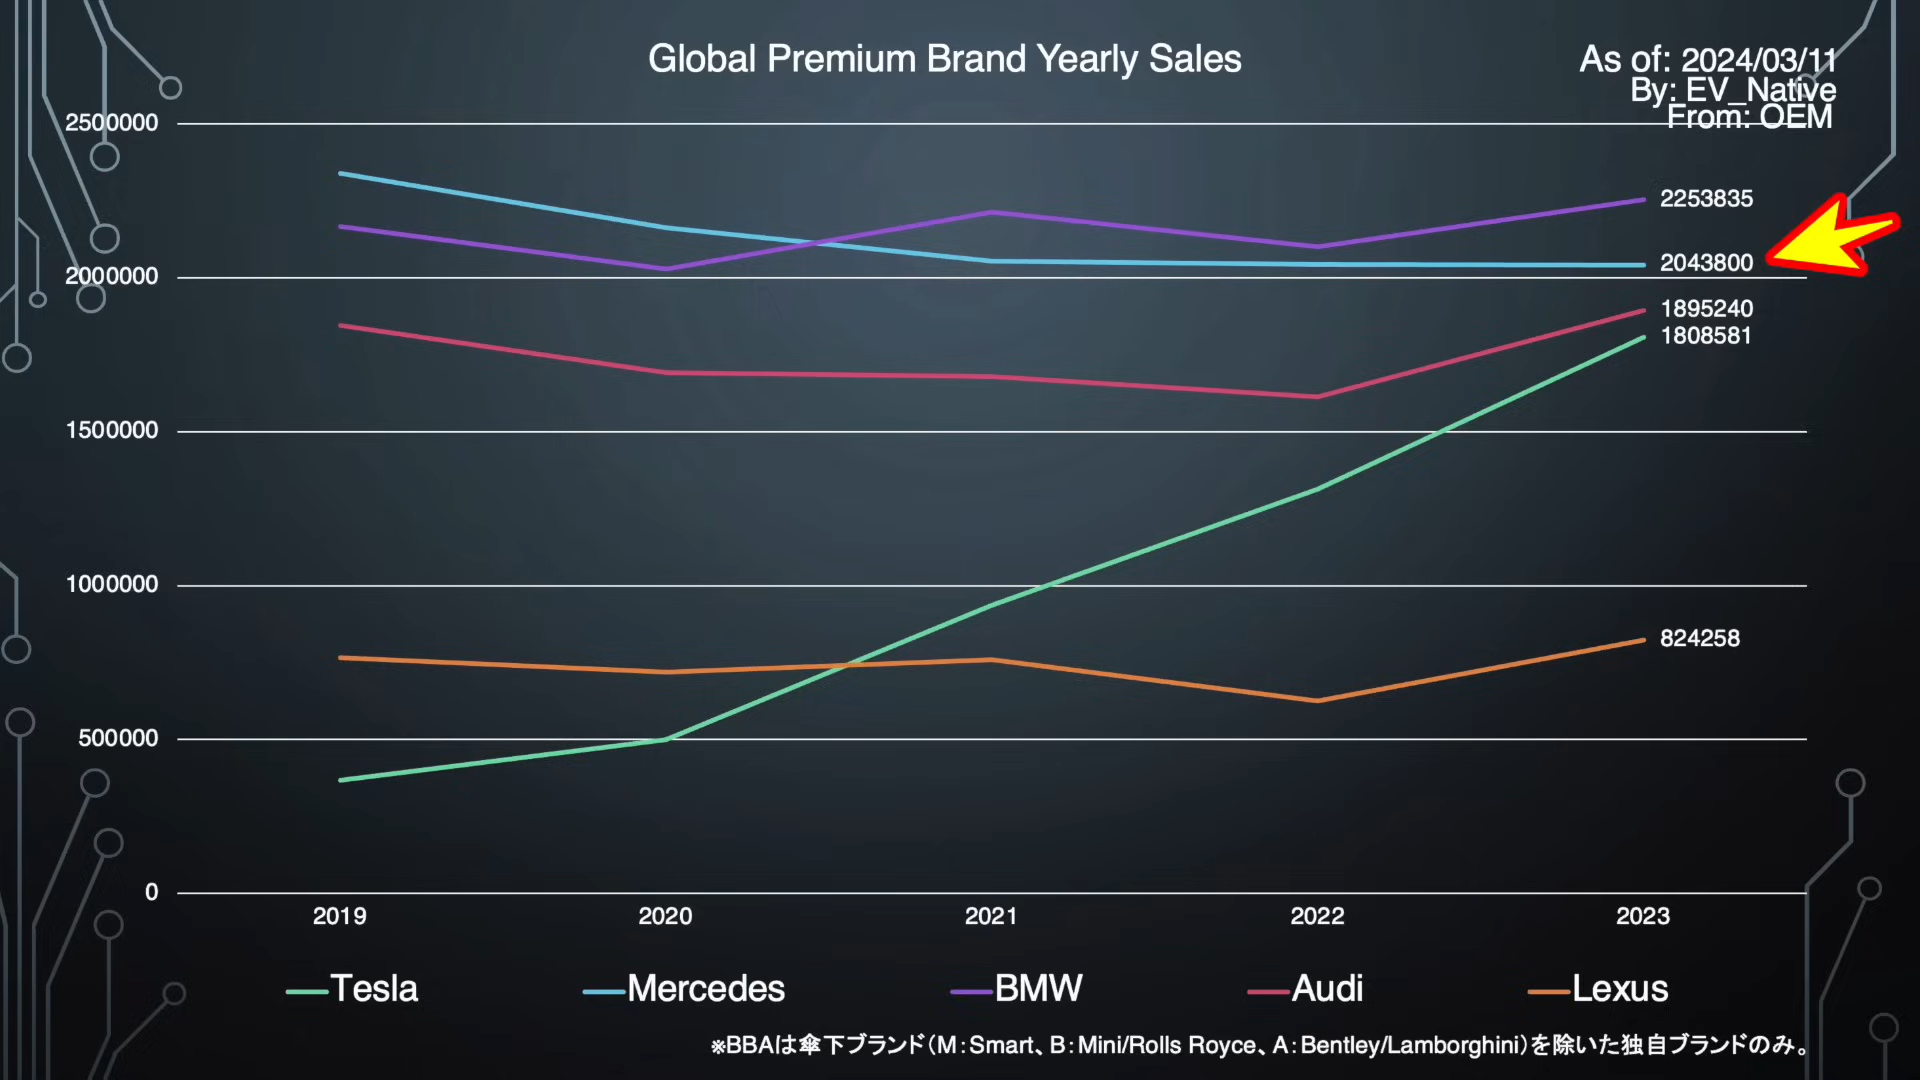 Global Premium Brand Yearly Sales
As of: 2024/03/11
By: EV_Native
From: OEM
2500000
2000000
1500000
1000000
500000
0
2253835
2043800
1895240
1808581
824258
2019 2020 2021 2022 2023
Tesla Mercedes BMW Audi Lexus
※BBAは傘下ブランド(M:Smart、B:Mini/Rolls Royce、A:Bentley/Lamborghini)を除いた独自ブランドのみ。